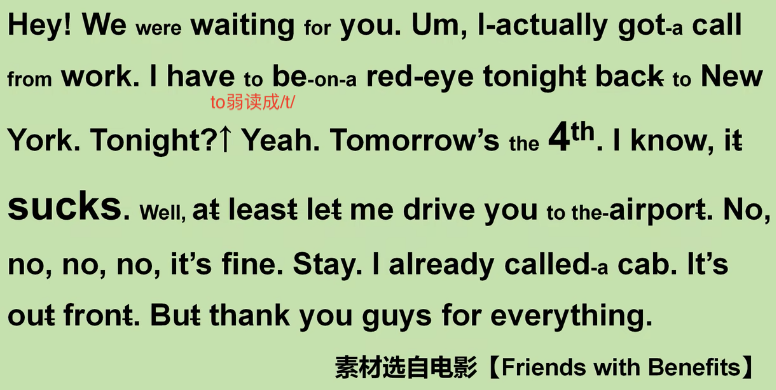 Hey! We were waiting for you. Um, I-actually got-a call
from work. I have to be-on-a red-eye tonight back to New
to弱读成/t/
York. Tonight?↑ Yeah. Tomorrow's the 4th. I know, it
sucks. Well, at least let me drive you to the-airport. No,
no, no, no, it's fine. Stay. I already called-a cab. It's
out front. But thank you guys for everything.
素材选自电影【Friends with Benefits】